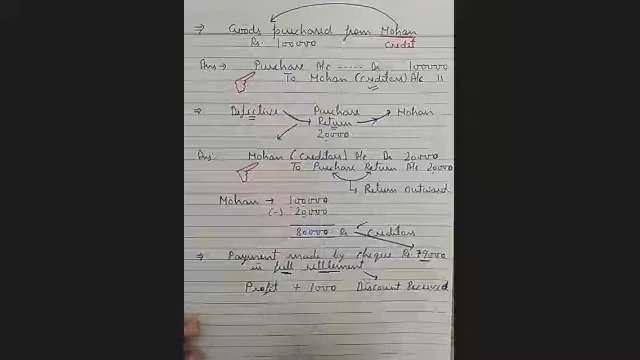 ⇒ Goods purchased from Mohan
Rs. 100000 Credit
Ans → Purchase A/c ----- Dr 100000
To Mohan (creditors) A/c 11
⇒ Defective Purchase Return → Mohan
20000
Ans: Mohan (creditors) A/c Dr 20000
To Purchase Return A/c 20000
↳ Return outward
Mohan → 100000
(-) 20000
80000 Rs Creditors
⇒ Payment made by cheque Rs 79000
in full settlement
Profit + 1000 Discount Received